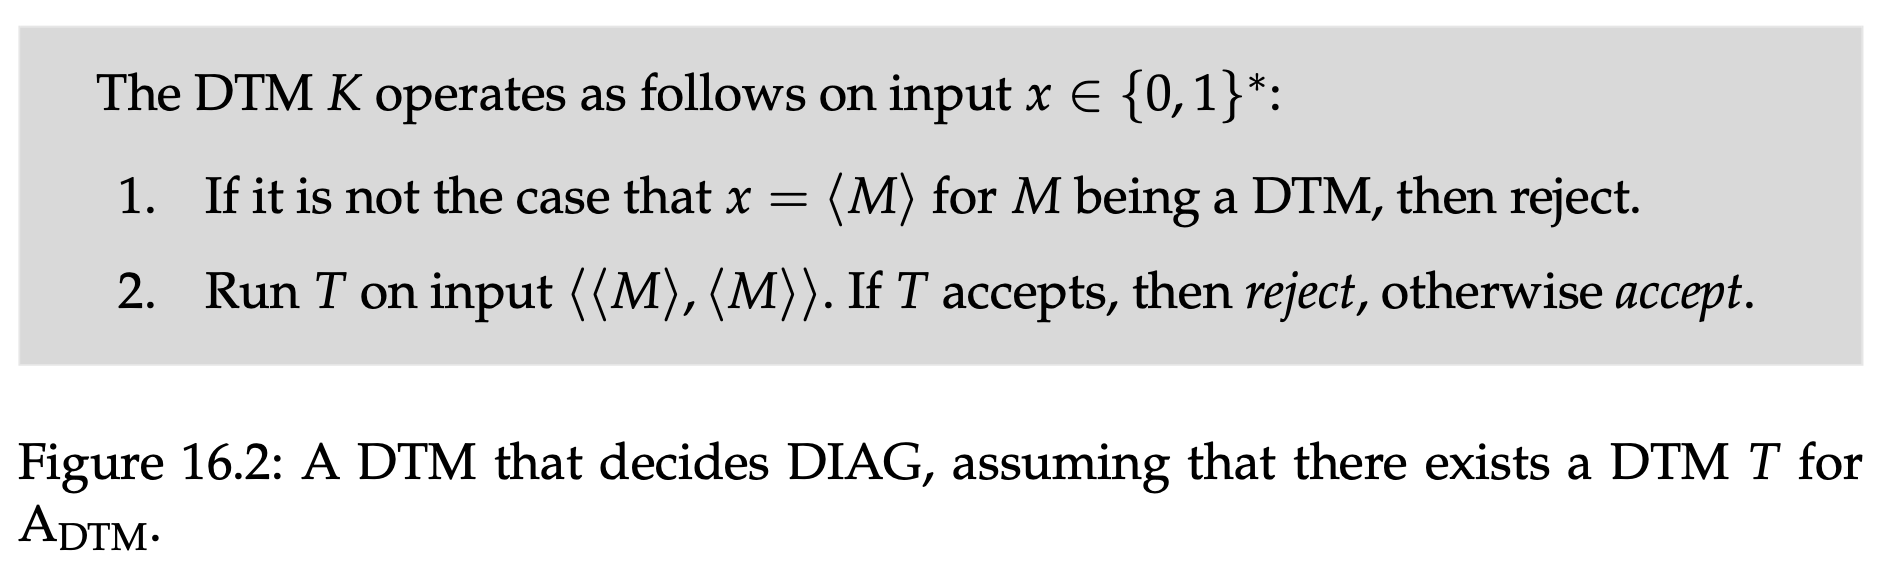 The DTM K operates as follows on input x ∈ {0, 1}*:
1. If it is not the case that x = ⟨M⟩ for M being a DTM, then reject.
2. Run T on input ⟨⟨M⟩, ⟨M⟩⟩. If T accepts, then reject, otherwise accept.
Figure 16.2: A DTM that decides DIAG, assuming that there exists a DTM T for
A_DTM.